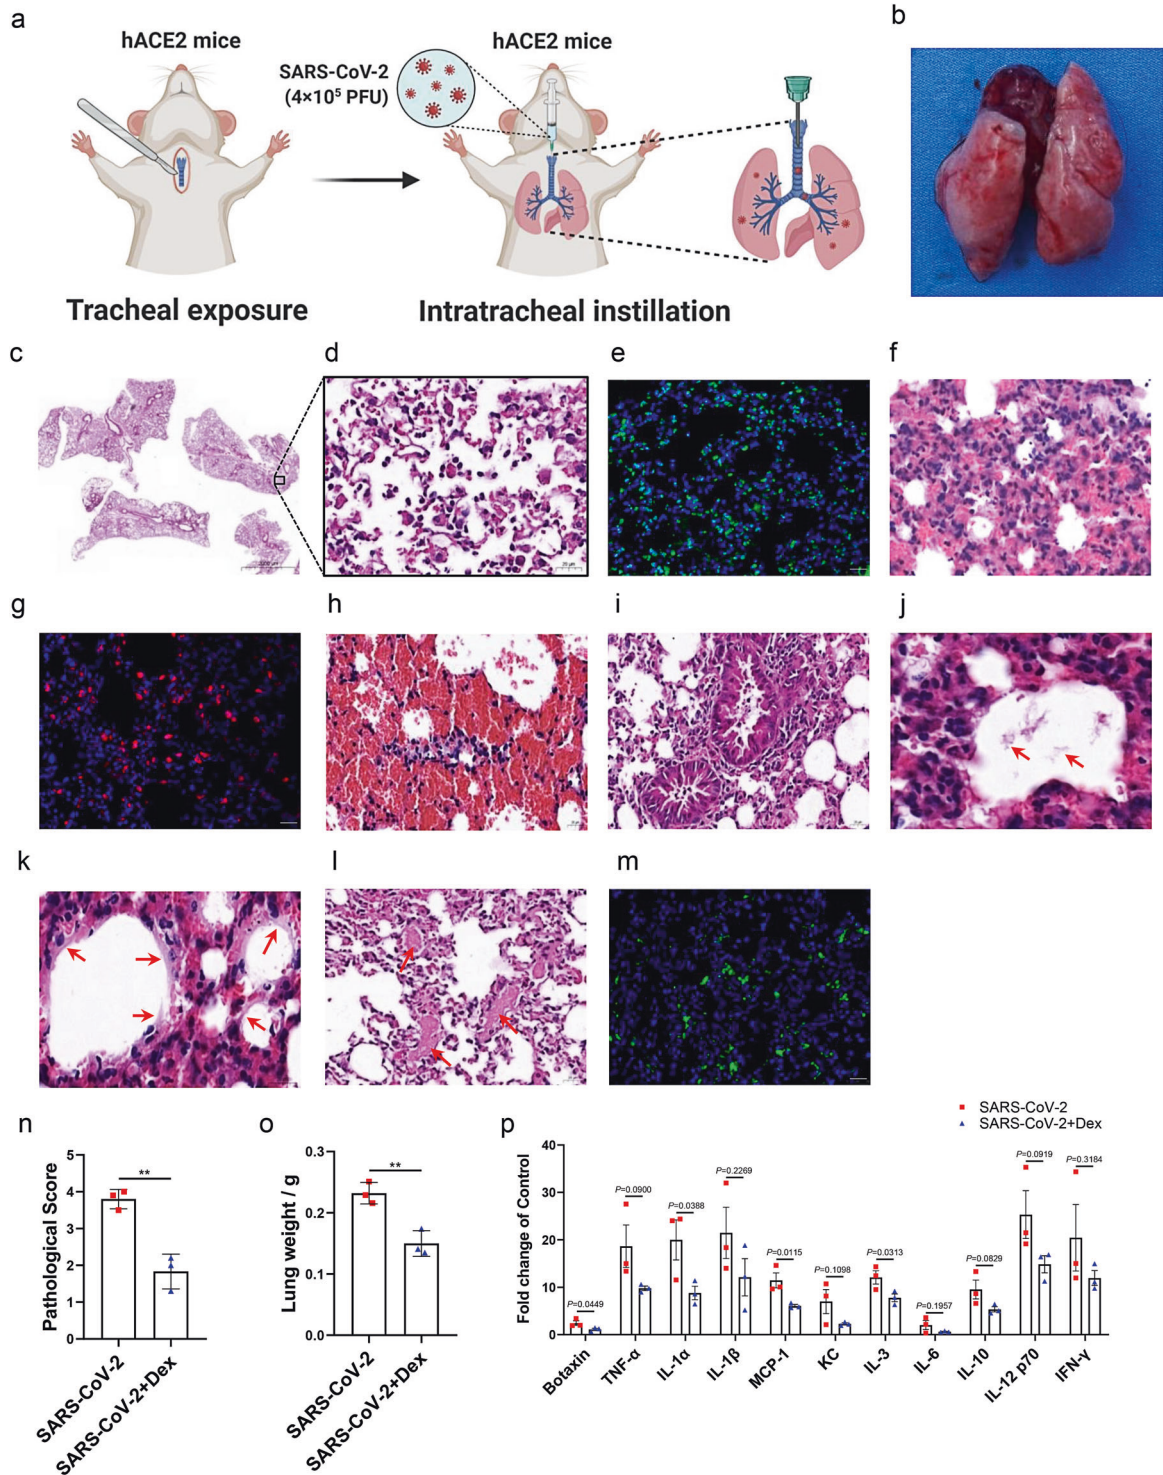 a
hACE2 mice
SARS-CoV-2
(4×10⁵ PFU)
hACE2 mice
Tracheal exposure
Intratracheal instillation
b
c
d
e
f
g
h
i
j
k
l
m
n
Pathological Score
5
4
3
2
1
0
**
SARS-CoV-2
SARS-CoV-2+Dex
o
Lung weight / g
0.3
0.2
0.1
0.0
**
SARS-CoV-2
SARS-CoV-2+Dex
p
SARS-CoV-2
SARS-CoV-2+Dex
Fold change of Control
40
30
20
10
0
P=0.0449
P=0.0900
P=0.0388
P=0.2269
P=0.0115
P=0.1098
P=0.0313
P=0.1957
P=0.0829
P=0.0919
P=0.3184
Botaxin
TNF-α
IL-1α
IL-1β
MCP-1
KC
IL-3
IL-6
IL-10
IL-12 p70
IFN-γ